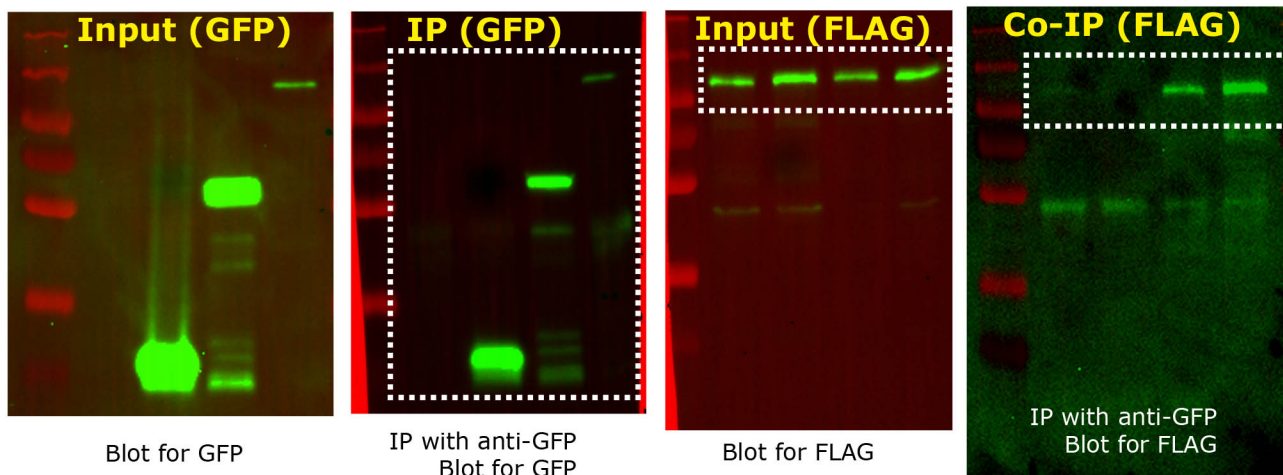 Input (GFP)
IP (GFP)
Input (FLAG)
Co-IP (FLAG)
Blot for GFP
IP with anti-GFP
Blot for GFP
Blot for FLAG
IP with anti-GFP
Blot for FLAG